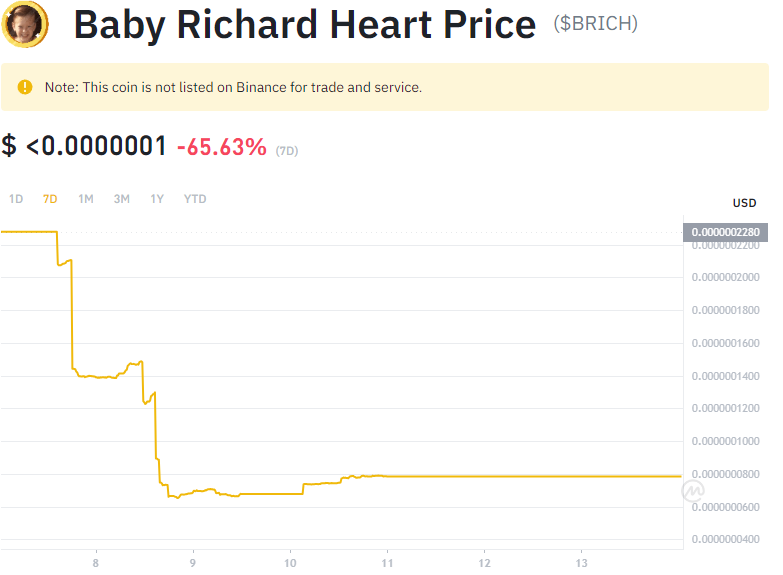 Baby Richard Heart Price ($BRICH)
Note: This coin is not listed on Binance for trade and service.
$ <0.0000001 -65.63% (7D)
1D 7D 1M 3M 1Y YTD
USD
0.0000002280
0.0000002200
0.0000002000
0.0000001800
0.0000001600
0.0000001400
0.0000001200
0.0000001000
0.0000000800
0.0000000600
0.0000000400
8 9 10 11 12 13